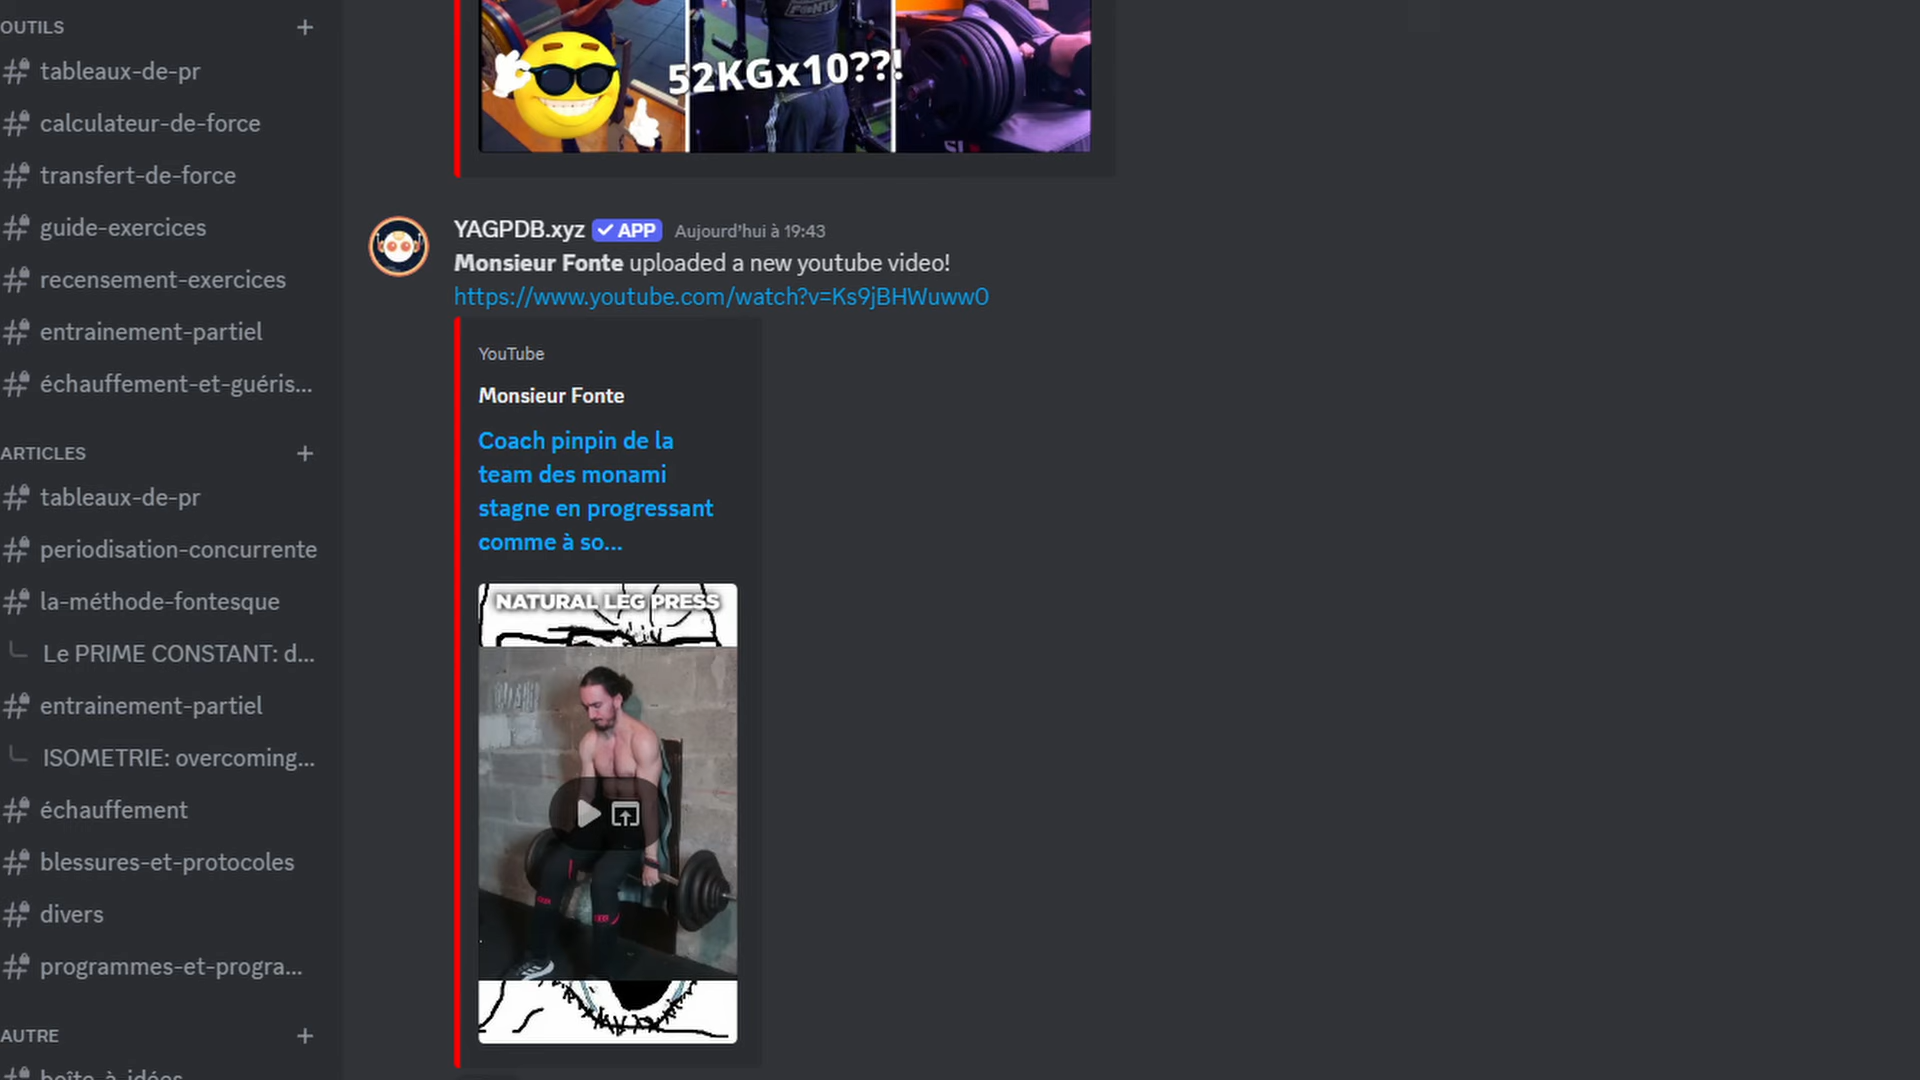 OUTILS
tableaux-de-pr
calculateur-de-force
transfert-de-force
guide-exercices
recensement-exercices
entrainement-partiel
échauffement-et-guéris...
ARTICLES
tableaux-de-pr
periodisation-concurrente
la-méthode-fontesque
Le PRIME CONSTANT: d...
entrainement-partiel
ISOMETRIE: overcoming...
échauffement
blessures-et-protocoles
divers
programmes-et-progra...
AUTRE
boîte-à-idées
FONTE
52KGx10??!
YAGPDB.xyz APP Aujourd'hui à 19:43
Monsieur Fonte uploaded a new youtube video!
https://www.youtube.com/watch?v=Ks9jBHWuww0
YouTube
Monsieur Fonte
Coach pinpin de la
team des monami
stagne en progressant
comme à so...
NATURAL LEG PRESS